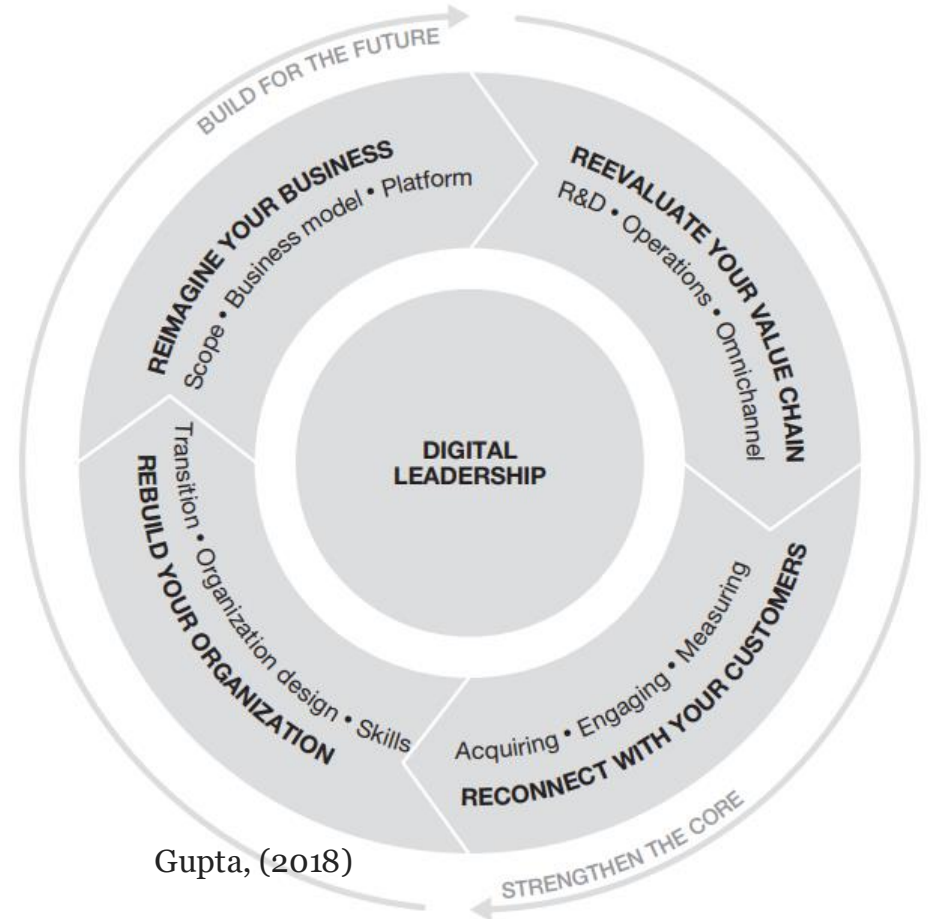 BUILD FOR THE FUTURE
REIMAGINE YOUR BUSINESS
Scope • Business model • Platform
REEVALUATE YOUR VALUE CHAIN
R&D • Operations • Omnichannel
DIGITAL
LEADERSHIP
Transition • Organization design • Skills
REBUILD YOUR ORGANIZATION
Acquiring • Engaging • Measuring
RECONNECT WITH YOUR CUSTOMERS
STRENGTHEN THE CORE
Gupta, (2018)